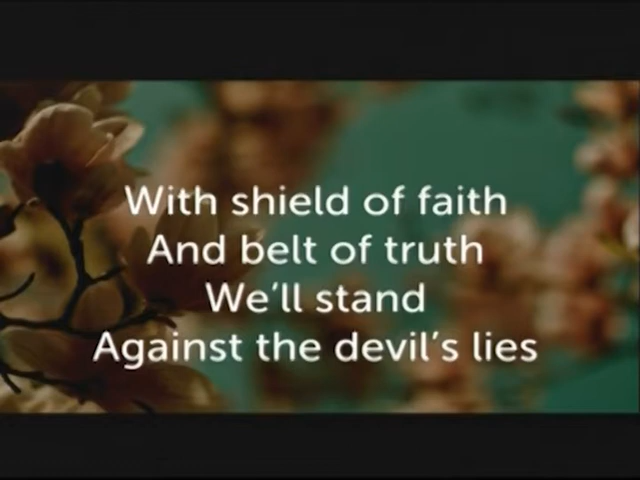 With shield of faith
And belt of truth
We'll stand
Against the devil's lies